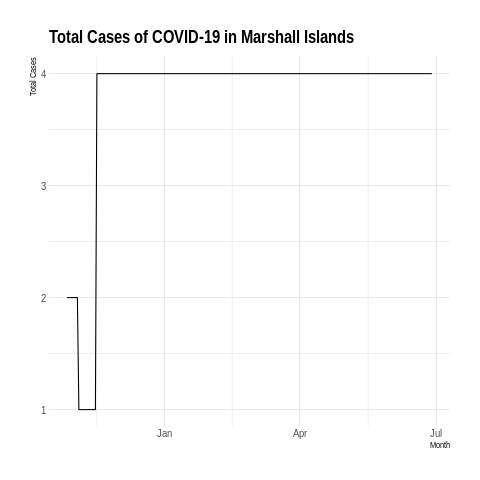 Total Cases of COVID-19 in Marshall Islands
Total Cases
4
3
2
1
Jan
Apr
Jul
Month